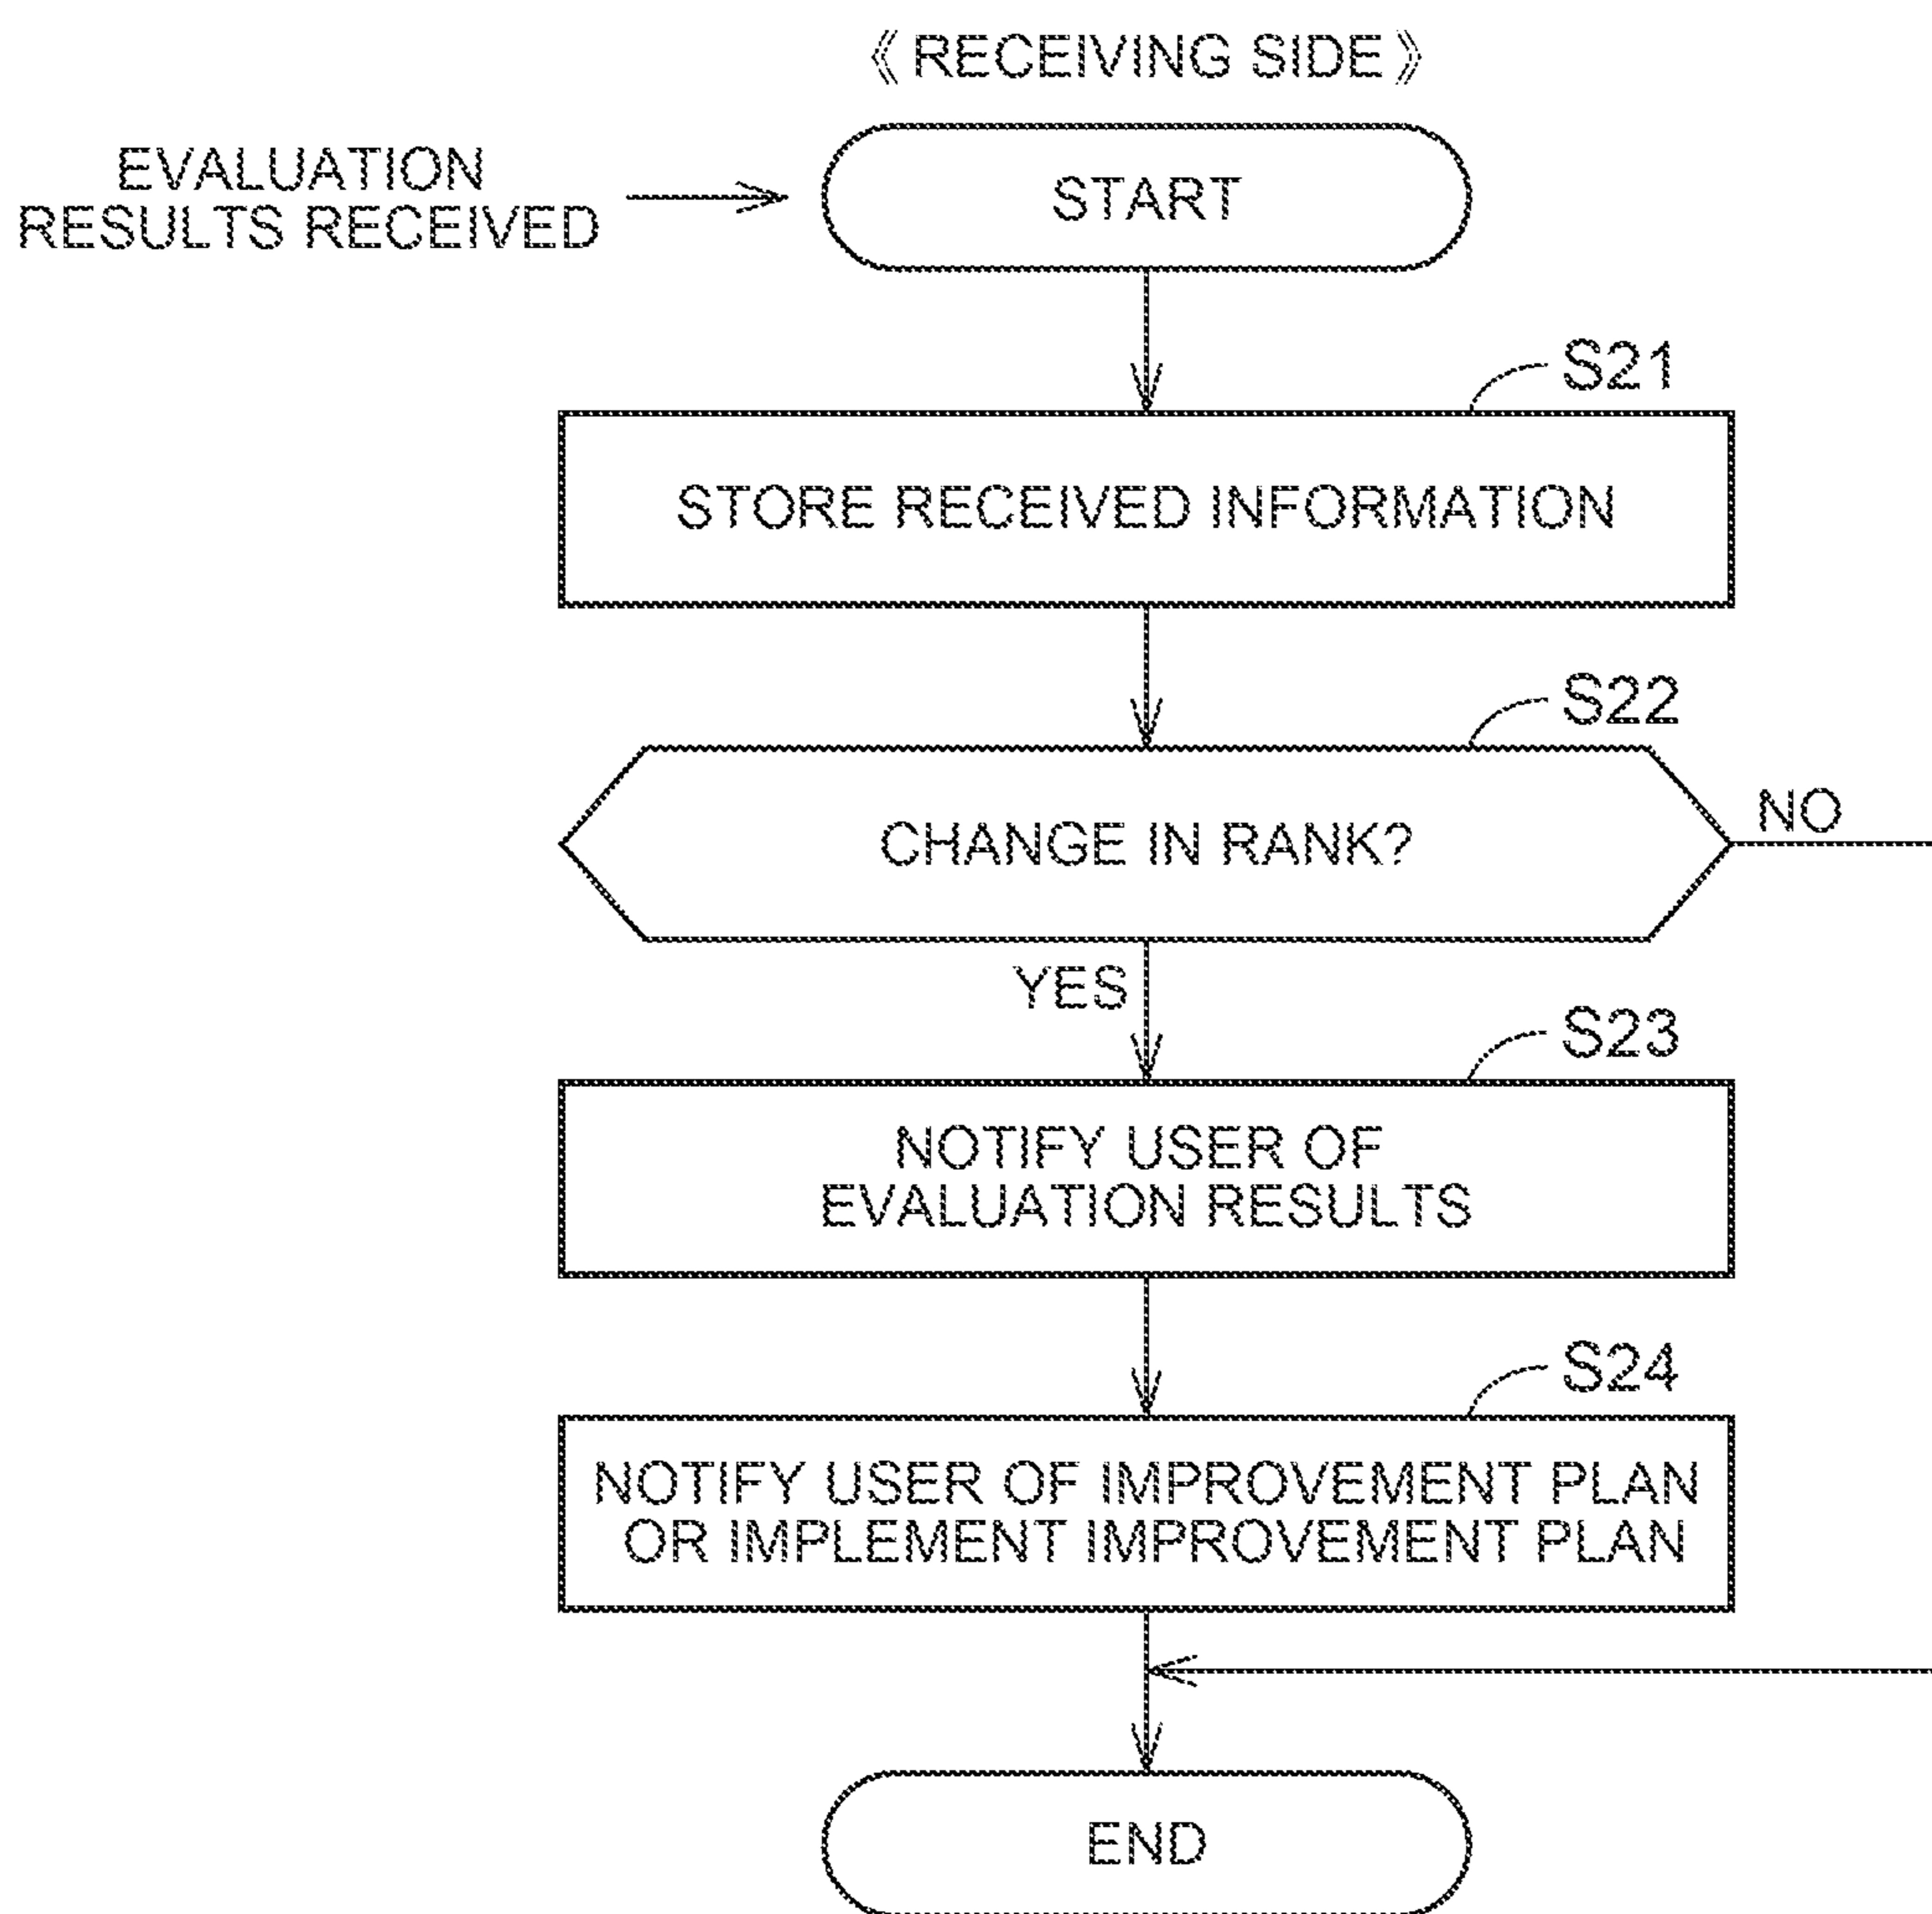 《 RECEIVING SIDE 》
EVALUATION
RESULTS RECEIVED
START
S21
STORE RECEIVED INFORMATION
S22
CHANGE IN RANK?
NO
YES
S23
NOTIFY USER OF
EVALUATION RESULTS
S24
NOTIFY USER OF IMPROVEMENT PLAN
OR IMPLEMENT IMPROVEMENT PLAN
END